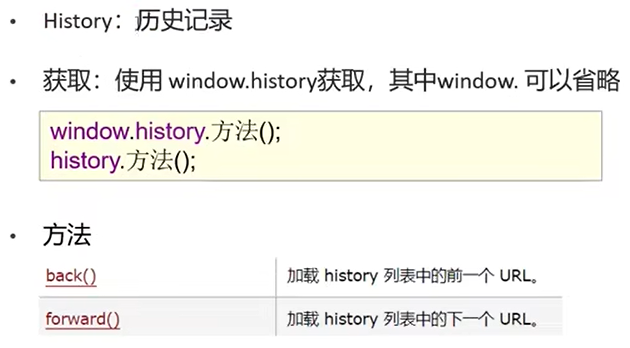 • History：历史记录
• 获取：使用 window.history获取，其中window. 可以省略
window.history.方法();
history.方法();
• 方法
back() 加载 history 列表中的前一个 URL。
forward() 加载 history 列表中的下一个 URL。